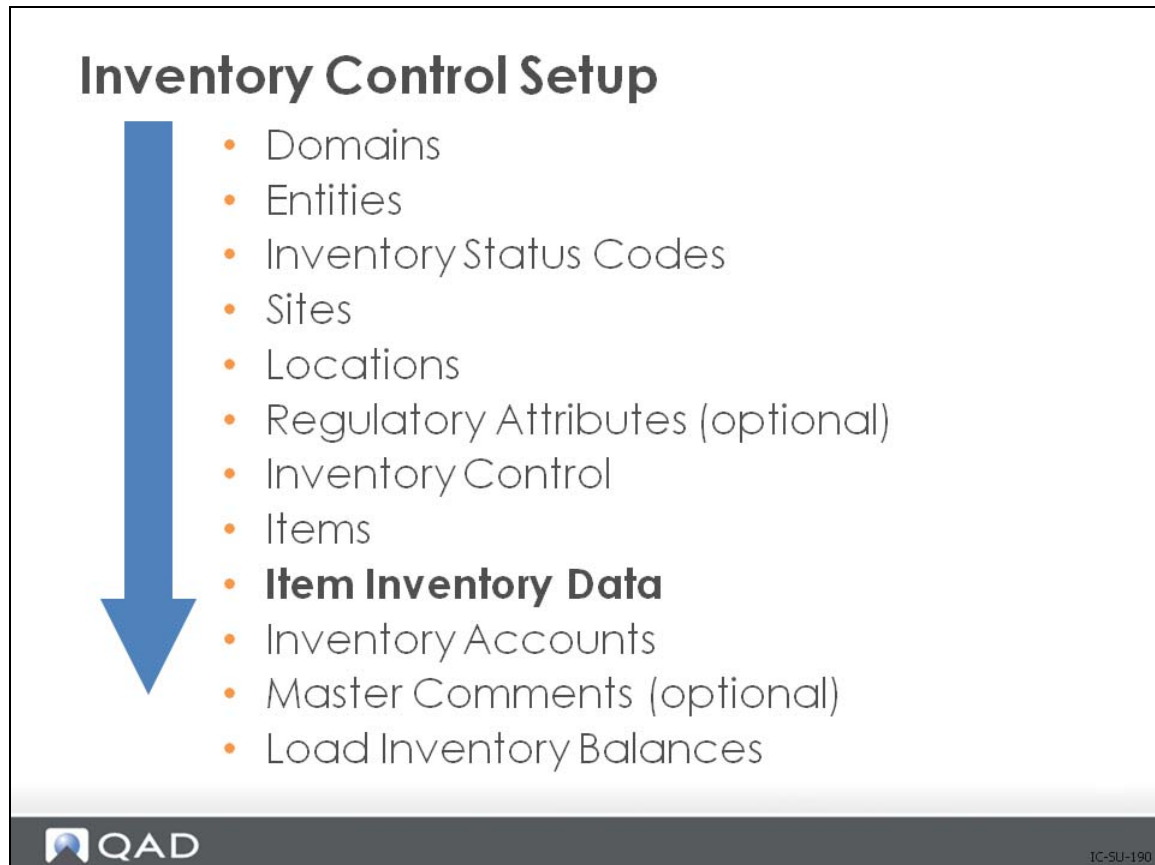 Inventory Control Setup
• Domains
• Entities
• Inventory Status Codes
• Sites
• Locations
• Regulatory Attributes (optional)
• Inventory Control
• Items
• Item Inventory Data
• Inventory Accounts
• Master Comments (optional)
• Load Inventory Balances
QAD
IC-SU-190